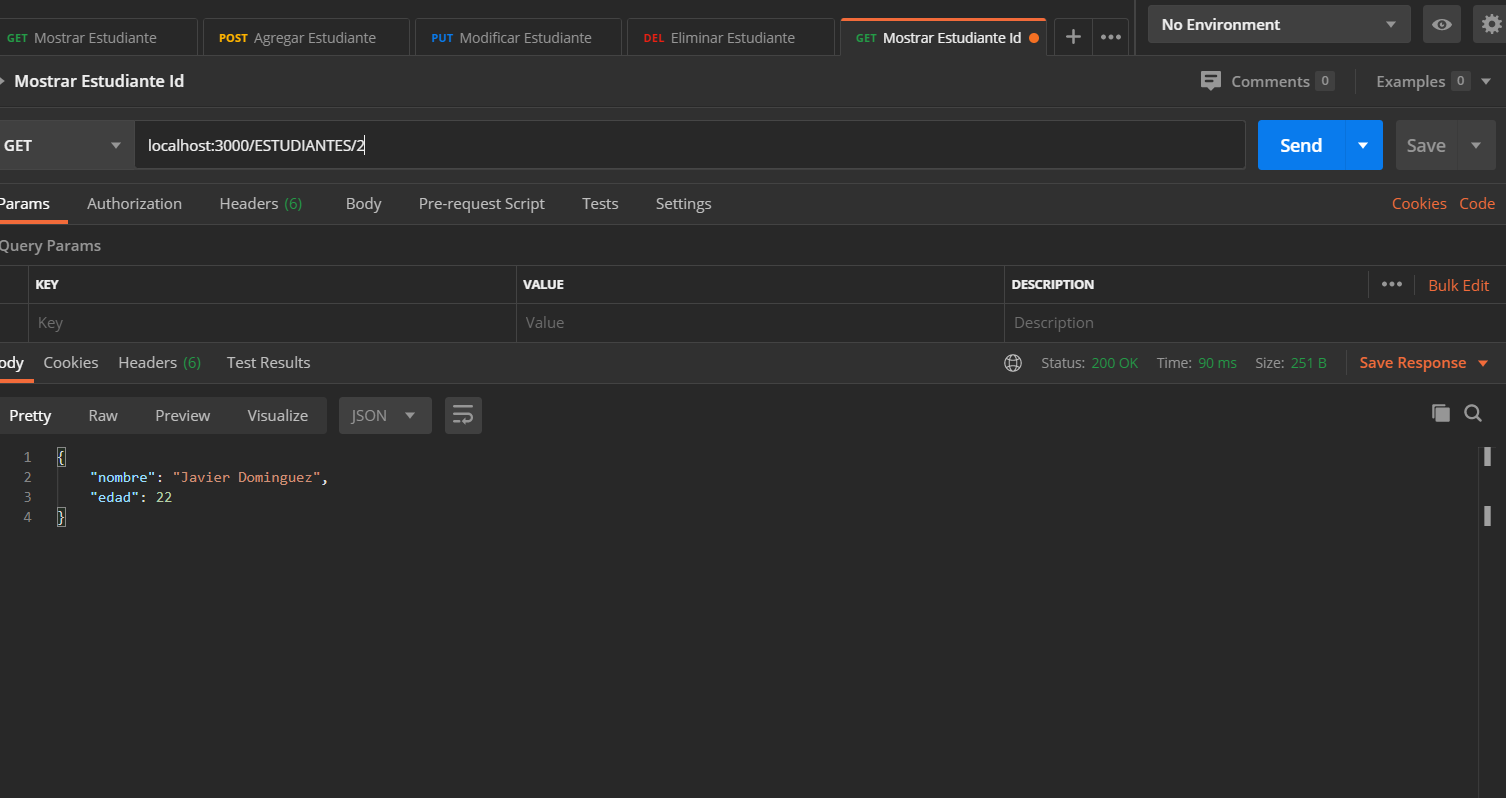 GET Mostrar Estudiante POST Agregar Estudiante PUT Modificar Estudiante DEL Eliminar Estudiante GET Mostrar Estudiante Id + ••• No Environment
Mostrar Estudiante Id Comments 0 Examples 0
GET localhost:3000/ESTUDIANTES/2 Send Save
Params Authorization Headers (6) Body Pre-request Script Tests Settings Cookies Code
Query Params
KEY VALUE DESCRIPTION ••• Bulk Edit
Key Value Description
ody Cookies Headers (6) Test Results Status: 200 OK Time: 90 ms Size: 251 B Save Response
Pretty Raw Preview Visualize JSON
1 {
2 "nombre": "Javier Dominguez",
3 "edad": 22
4 }